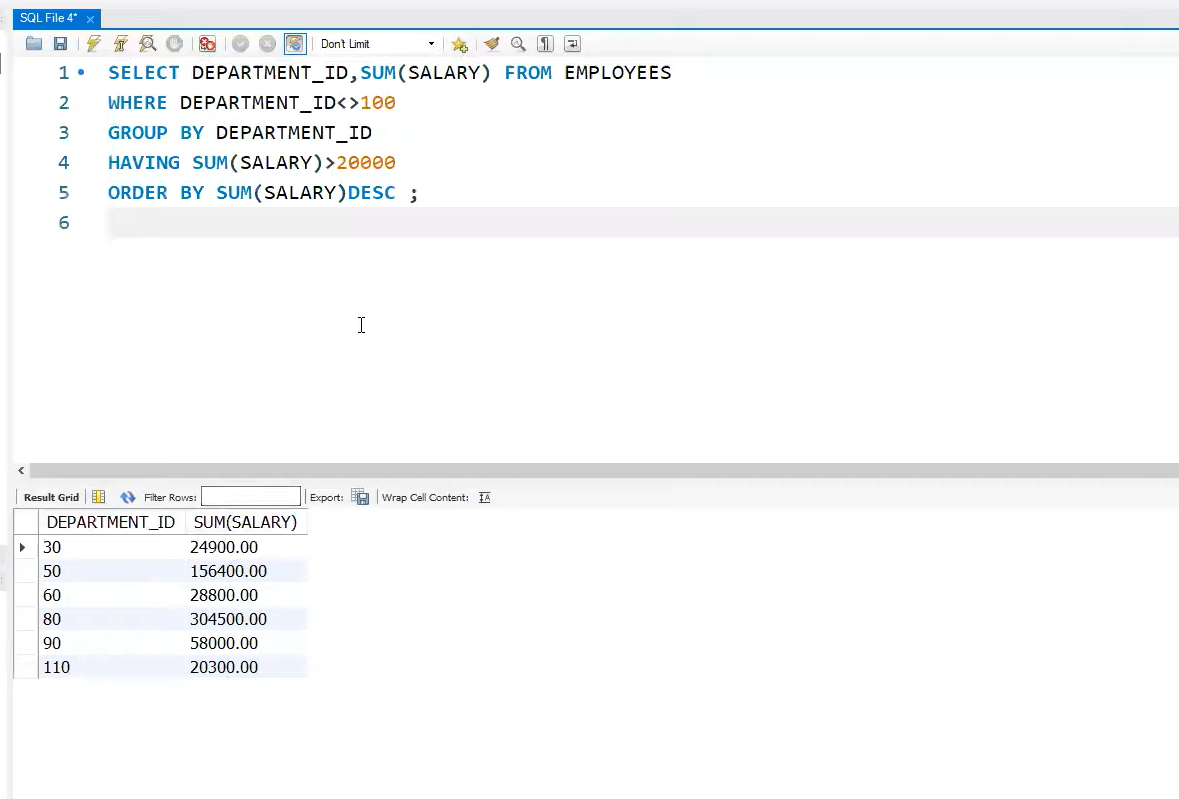 SQL File 4*
Don't Limit
1 SELECT DEPARTMENT_ID,SUM(SALARY) FROM EMPLOYEES
2 WHERE DEPARTMENT_ID<>100
3 GROUP BY DEPARTMENT_ID
4 HAVING SUM(SALARY)>20000
5 ORDER BY SUM(SALARY)DESC ;
6
Result Grid Filter Rows: Export: Wrap Cell Content:
DEPARTMENT_ID SUM(SALARY)
30 24900.00
50 156400.00
60 28800.00
80 304500.00
90 58000.00
110 20300.00